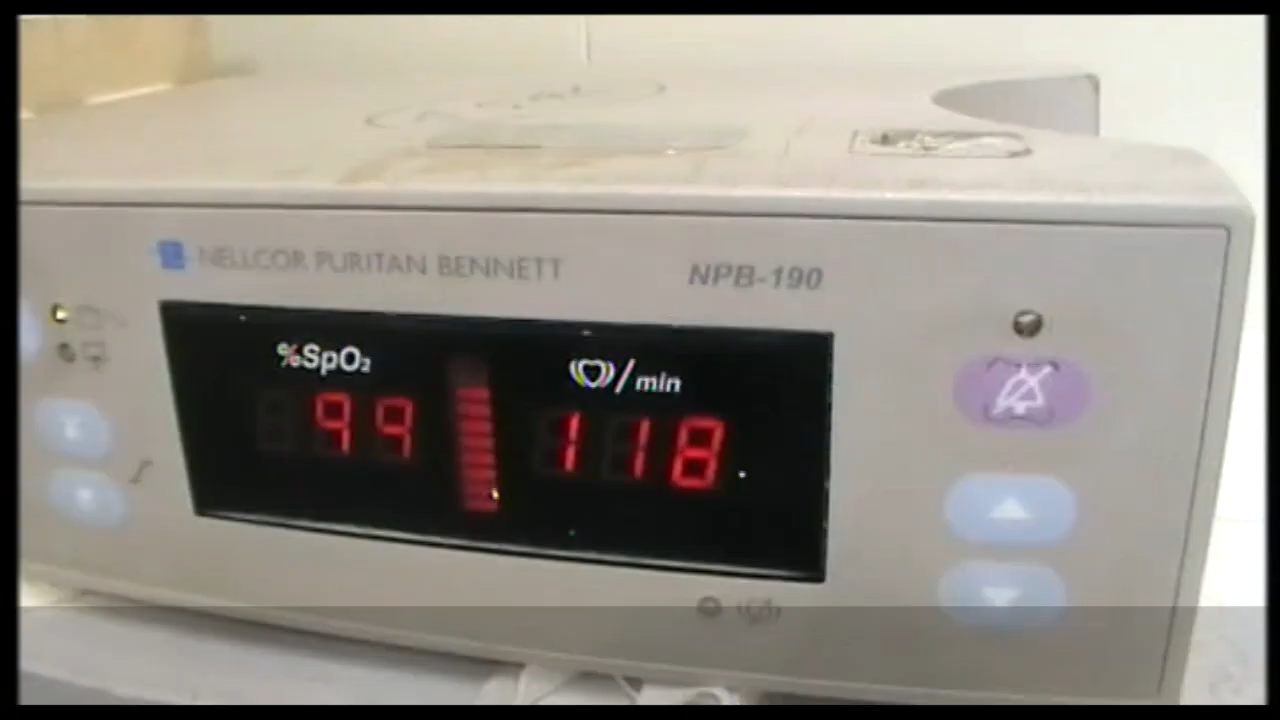 NELLCOR PURITAN BENNETT
NPB-190
%SpO₂
/min
99
118